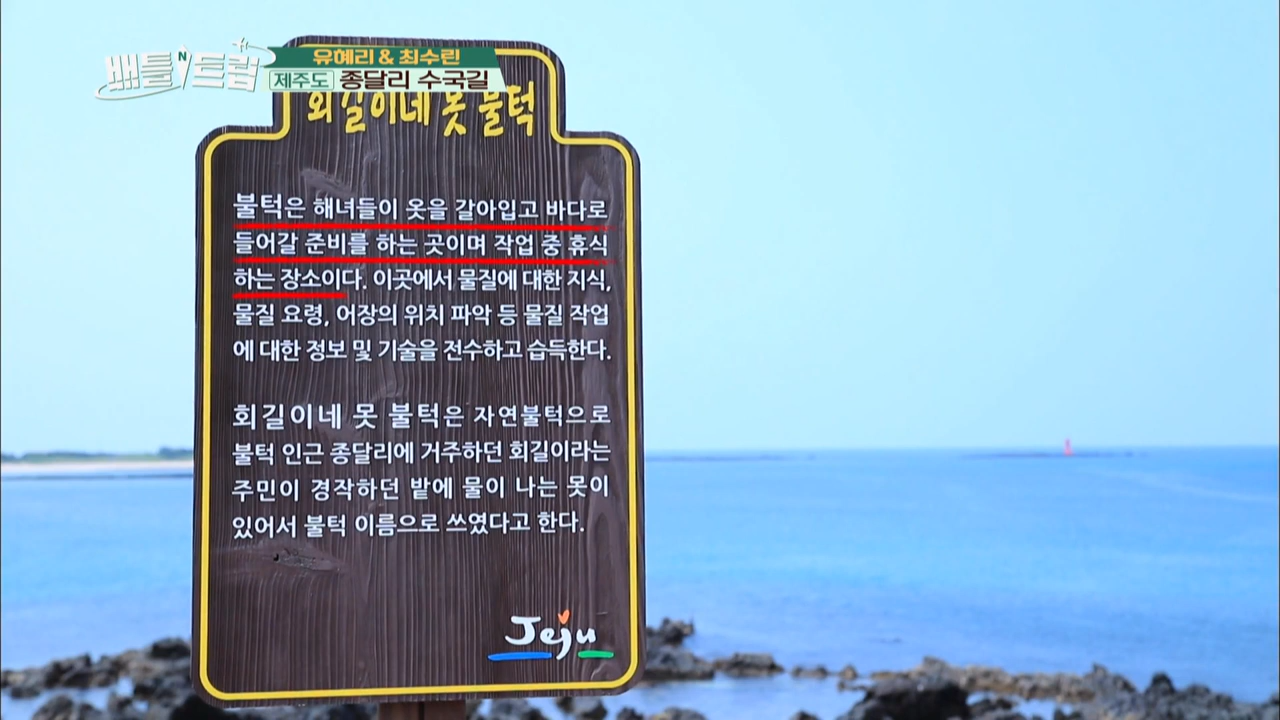 배틀트립
N
유혜리 & 최수린
제주도 종달리 수국길
회길이네 못 불턱
불턱은 해녀들이 옷을 갈아입고 바다로
들어갈 준비를 하는 곳이며 작업 중 휴식
하는 장소이다. 이곳에서 물질에 대한 지식,
물질 요령, 어장의 위치 파악 등 물질 작업
에 대한 정보 및 기술을 전수하고 습득한다.
회길이네 못 불턱은 자연불턱으로
불턱 인근 종달리에 거주하던 회길이라는
주민이 경작하던 밭에 물이 나는 못이
있어서 불턱 이름으로 쓰였다고 한다.
Jeju